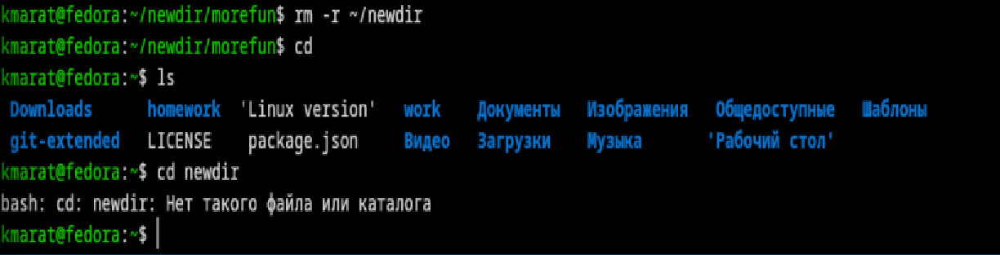 kmarat@fedora:~/newdir/morefun$ rm -r ~/newdir
kmarat@fedora:~/newdir/morefun$ cd
kmarat@fedora:~$ ls
Downloads homework 'Linux version' work Документы Изображения Общедоступные Шаблоны
git-extended LICENSE package.json Видео Загрузки Музыка 'Рабочий стол'
kmarat@fedora:~$ cd newdir
bash: cd: newdir: Нет такого файла или каталога
kmarat@fedora:~$